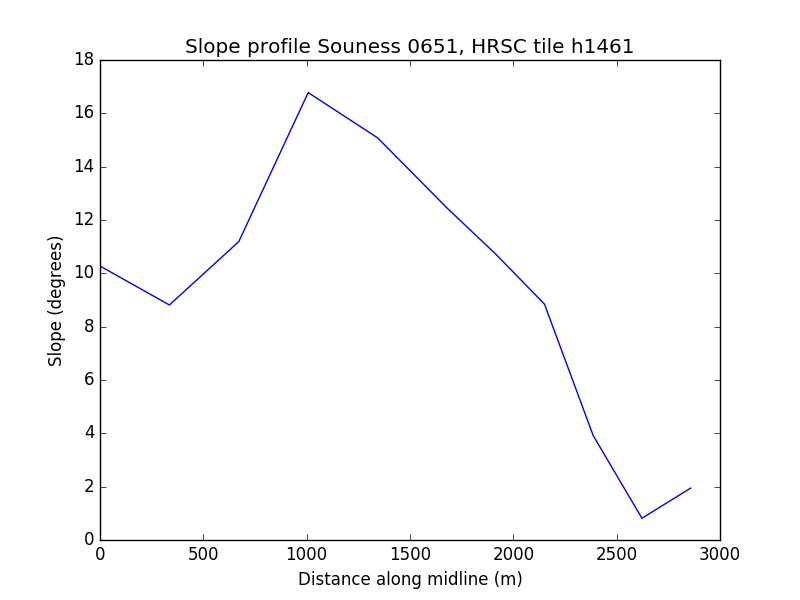 Slope profile Souness 0651, HRSC tile h1461
18
16
14
12
10
8
6
4
2
0
Slope (degrees)
0 500 1000 1500 2000 2500 3000
Distance along midline (m)